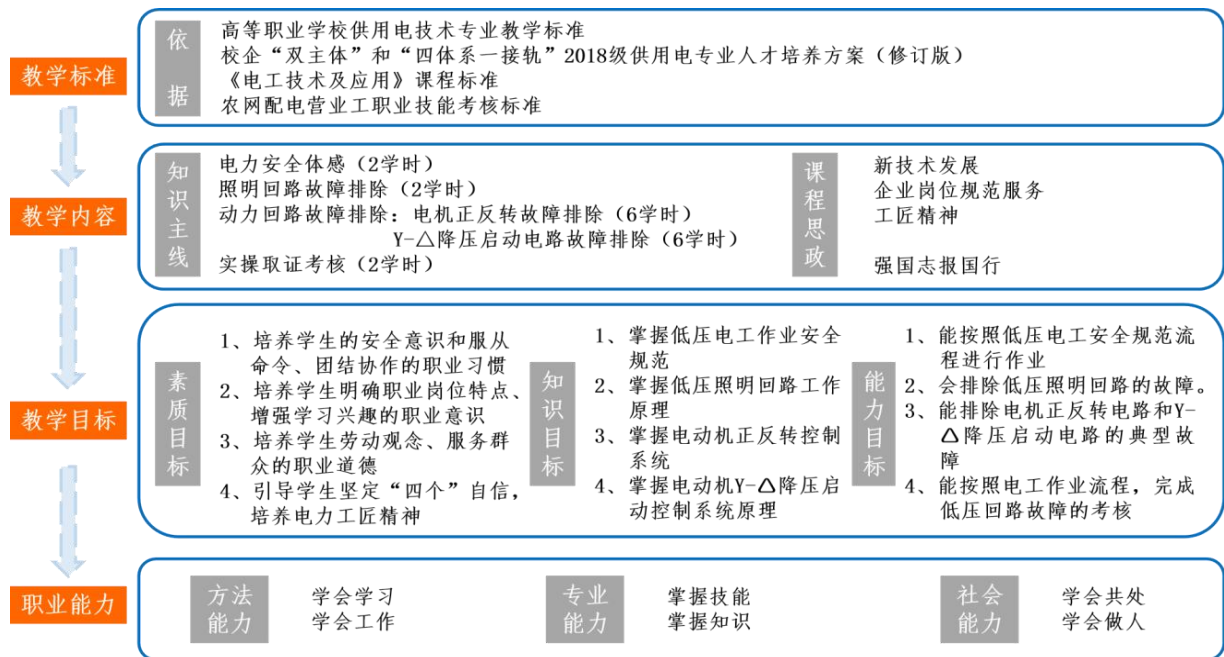 教学标准
依据
高等职业学校供用电技术专业教学标准
校企“双主体”和“四体系一接轨”2018级供用电专业人才培养方案（修订版）
《电工技术及应用》课程标准
农网配电营业工职业技能考核标准
教学内容
知识主线
电力安全体感（2学时）
照明回路故障排除（2学时）
动力回路故障排除：电机正反转故障排除（6学时）
Y-△降压启动电路故障排除（6学时）
实操取证考核（2学时）
课程思政
新技术发展
企业岗位规范服务
工匠精神
强国志报国行
教学目标
素质目标
1、培养学生的安全意识和服从
命令、团结协作的职业习惯
2、培养学生明确职业岗位特点、
增强学习兴趣的职业意识
3、培养学生劳动观念、服务群
众的职业道德
4、引导学生坚定“四个”自信，
培养电力工匠精神
知识目标
1、掌握低压电工作业安全
规范
2、掌握低压照明回路工作
原理
3、掌握电动机正反转控制
系统
4、掌握电动机Y-△降压启
动控制系统原理
能力目标
1、能按照低压电工安全规范流
程进行作业
2、会排除低压照明回路的故障。
3、能排除电机正反转电路和Y-
△降压启动电路的典型故
障
4、能按照电工作业流程，完成
低压回路故障的考核
职业能力
方法
能力
学会学习
学会工作
专业
能力
掌握技能
掌握知识
社会
能力
学会共处
学会做人